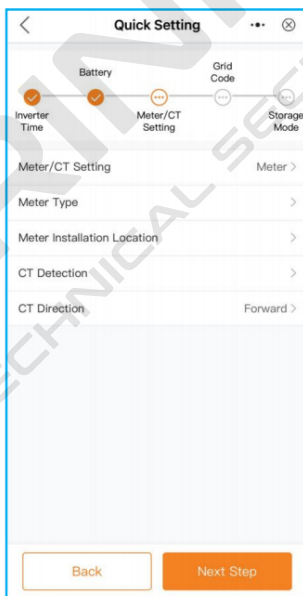 Quick Setting
Battery
Grid
Code
Inverter
Time
Meter/CT
Setting
Storage
Mode
Meter/CT Setting Meter >
Meter Type >
Meter Installation Location >
CT Detection >
CT Direction Forward >
Back Next Step